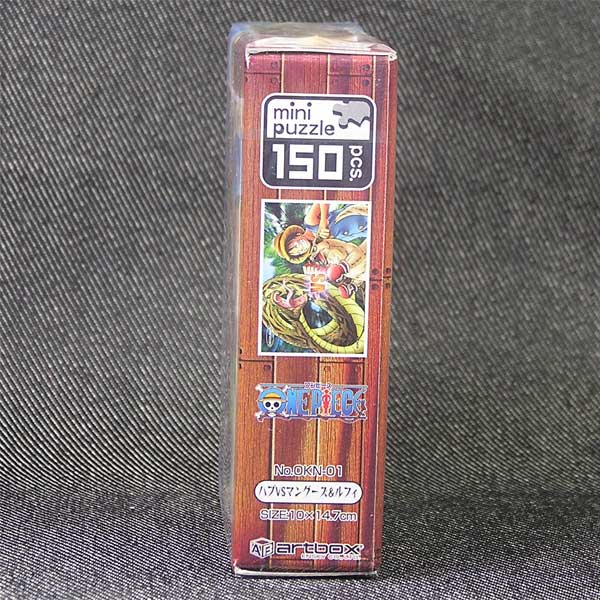 mini
puzzle
150 pcs.
VS
ONE PIECE
No.OKN-01
ハブVSマングース&ルフィ
SIZE:10×14.7cm
artbox